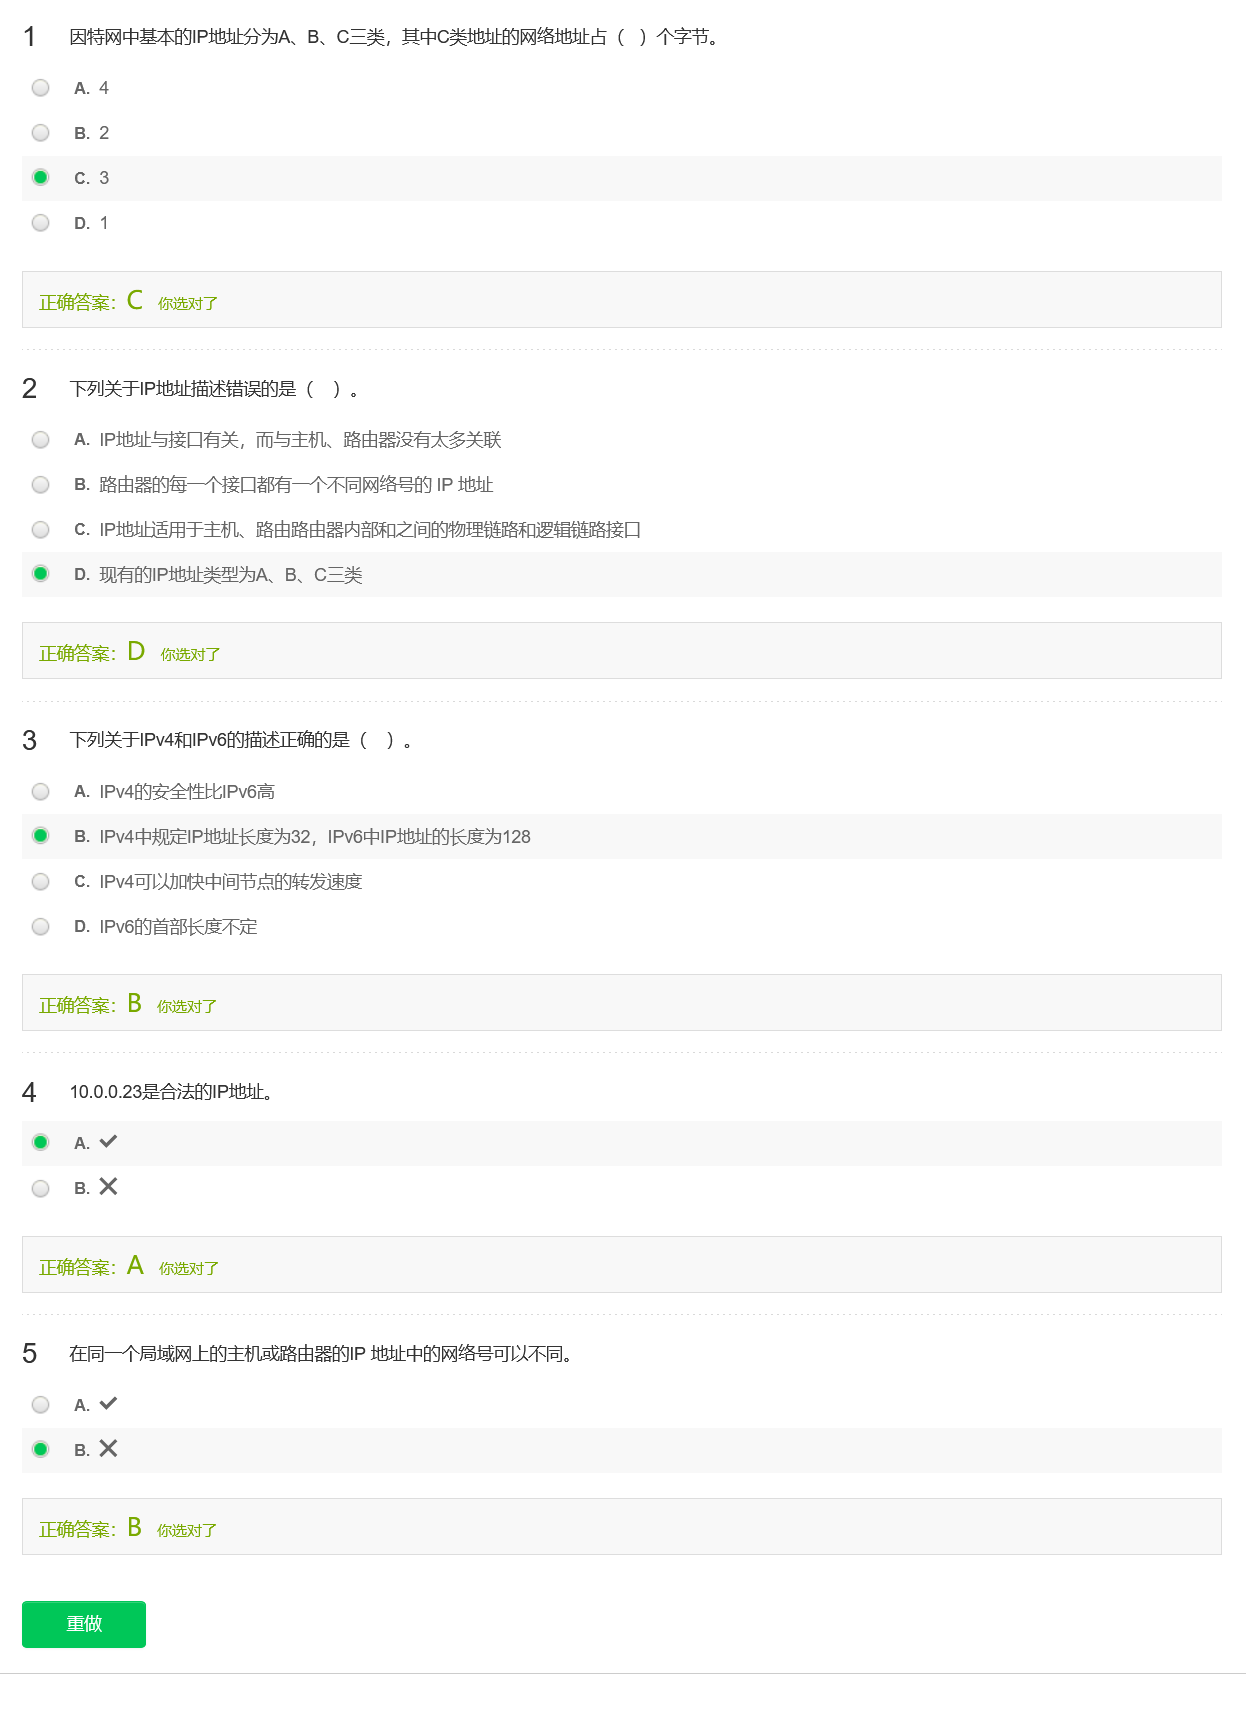 1 因特网中基本的IP地址分为A、B、C三类，其中C类地址的网络地址占（ ）个字节。
A. 4
B. 2
C. 3
D. 1
正确答案：C 你选对了
2 下列关于IP地址描述错误的是（ ）。
A. IP地址与接口有关，而与主机、路由器没有太多关联
B. 路由器的每一个接口都有一个不同网络号的 IP 地址
C. IP地址适用于主机、路由路由器内部和之间的物理链路和逻辑链路接口
D. 现有的IP地址类型为A、B、C三类
正确答案：D 你选对了
3 下列关于IPv4和IPv6的描述正确的是（ ）。
A. IPv4的安全性比IPv6高
B. IPv4中规定IP地址长度为32，IPv6中IP地址的长度为128
C. IPv4可以加快中间节点的转发速度
D. IPv6的首部长度不定
正确答案：B 你选对了
4 10.0.0.23是合法的IP地址。
A. ✔
B. ✕
正确答案：A 你选对了
5 在同一个局域网上的主机或路由器的IP 地址中的网络号可以不同。
A. ✔
B. ✕
正确答案：B 你选对了
重做